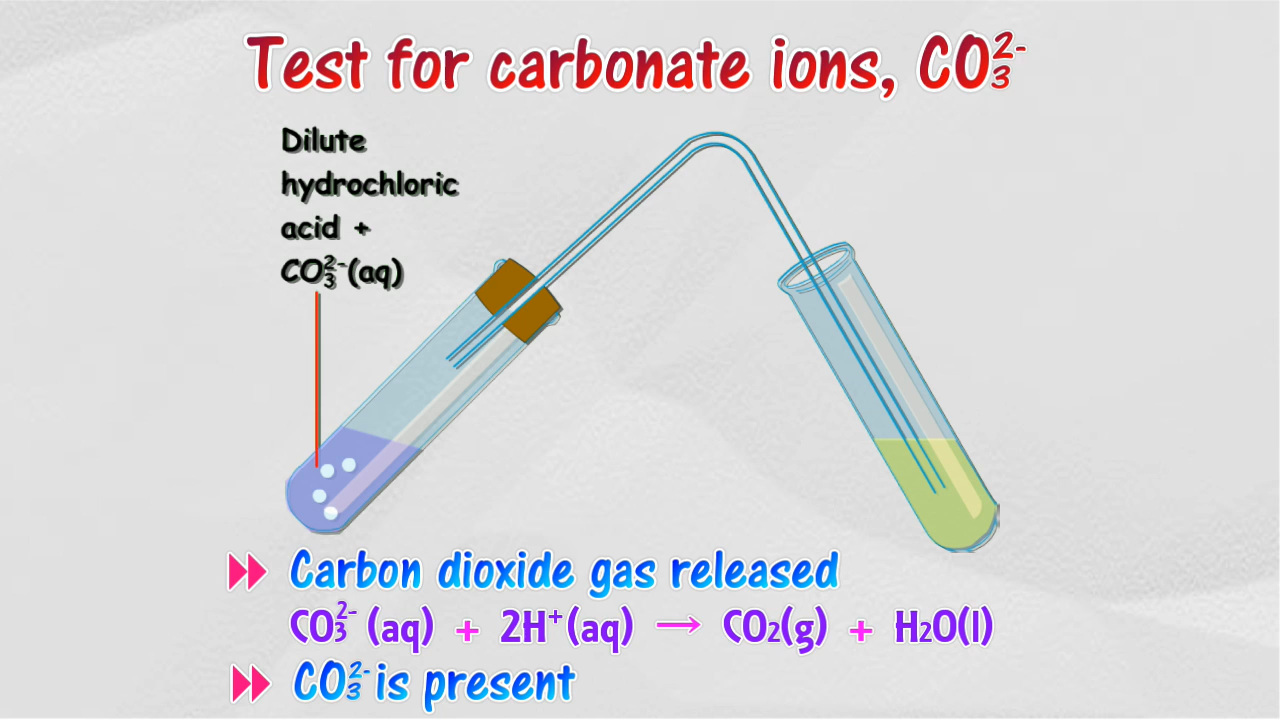 Test for carbonate ions, CO₃²⁻
Dilute
hydrochloric
acid +
CO₃²⁻(aq)
Carbon dioxide gas released
CO₃²⁻(aq) + 2H⁺(aq) → CO₂(g) + H₂O(l)
CO₃²⁻ is present